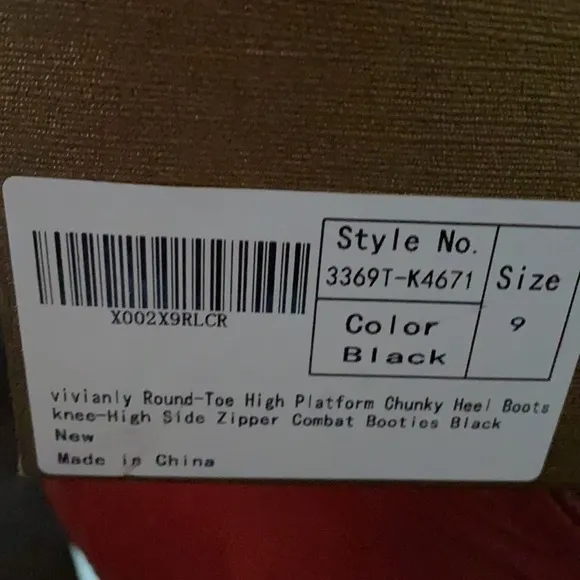 X002X9RLCR
Style No.
3369T-K4671
Color
Black
Size
9
vivianly Round-Toe High Platform Chunky Heel Boots
knee-High Side Zipper Combat Booties Black
New
Made in China